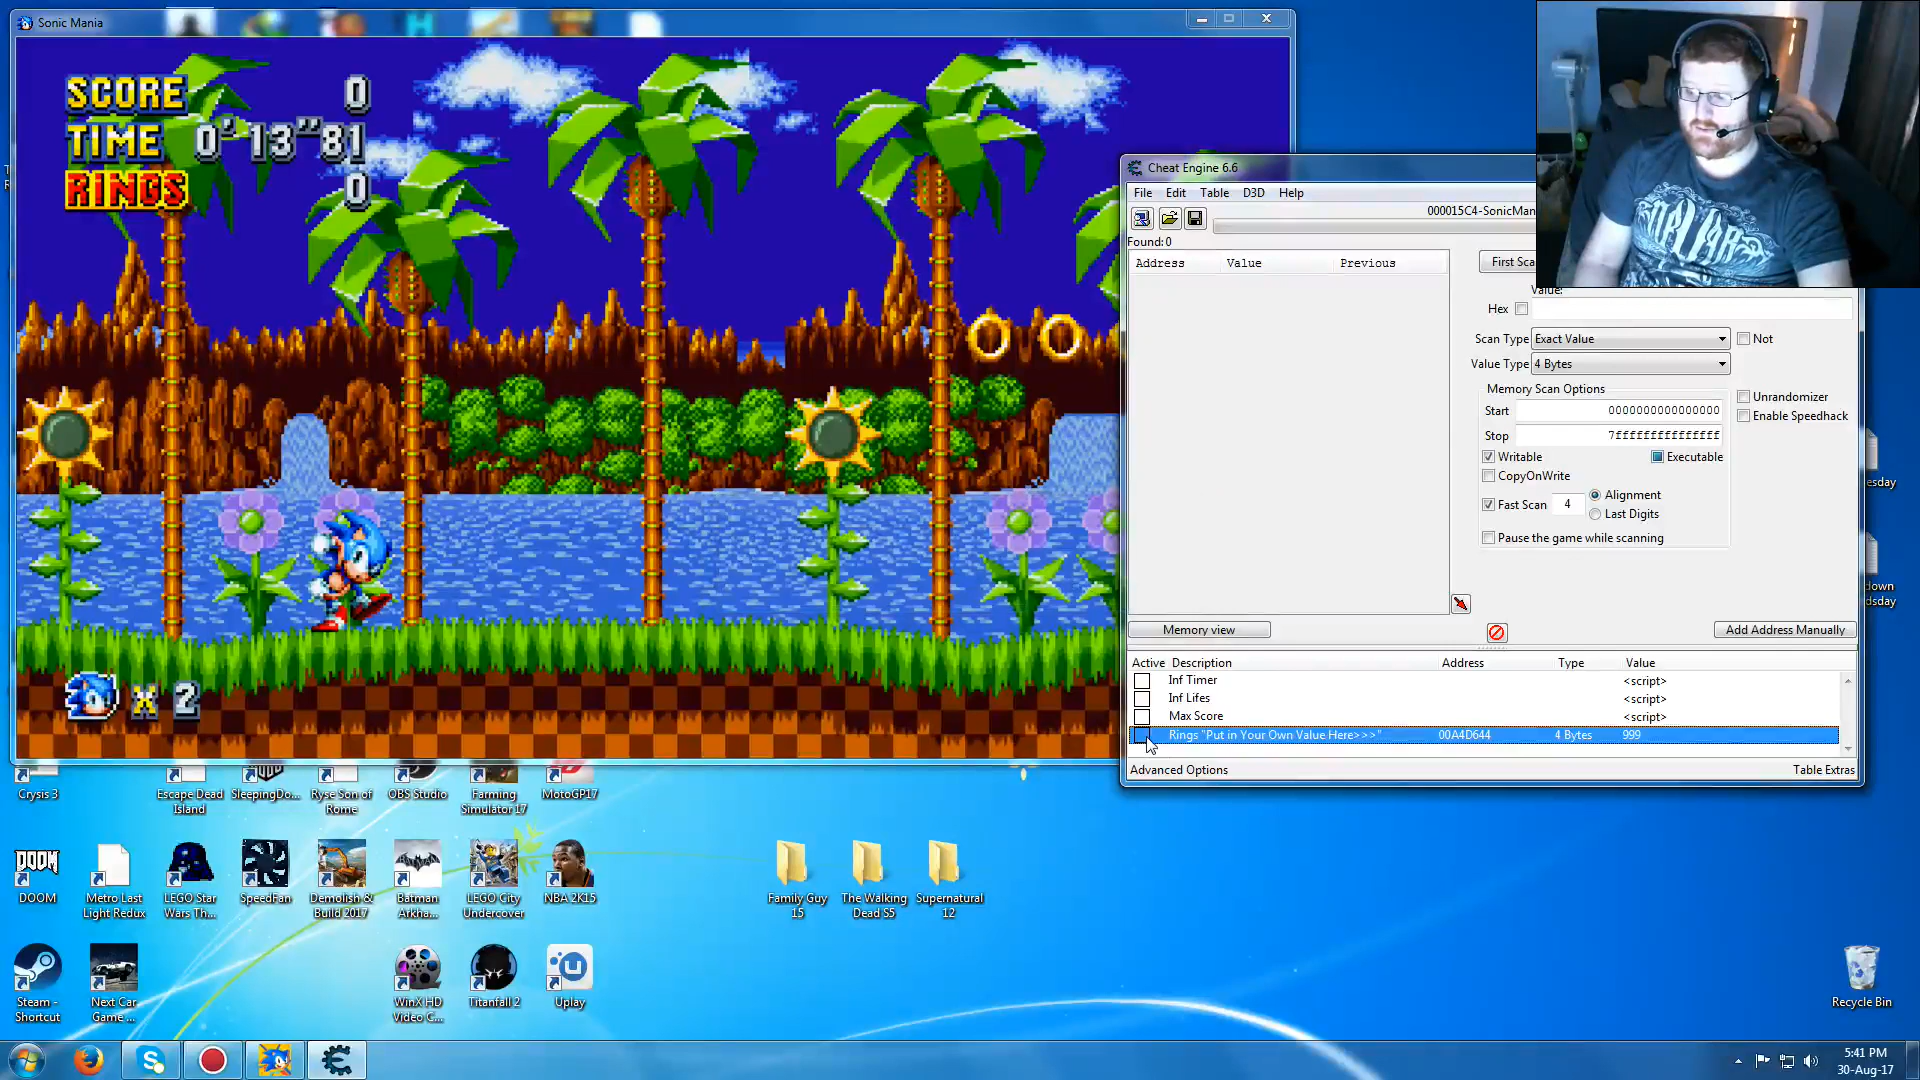 Sonic Mania
SCORE 0
TIME 0'13"81
RINGS 0
X 2
Cheat Engine 6.6
File Edit Table D3D Help
000015C4-SonicMan
Found: 0
Address Value Previous
First Sca
Value:
Hex
Scan Type Exact Value Not
Value Type 4 Bytes
Memory Scan Options
Start 0000000000000000
Stop 7fffffffffffffff
Unrandomizer
Enable Speedhack
Writable Executable
CopyOnWrite
Fast Scan 4 Alignment
Last Digits
Pause the game while scanning
Memory view
Add Address Manually
Active Description Address Type Value
Inf Timer <script>
Inf Lifes <script>
Max Score <script>
Rings "Put in Your Own Value Here>>>" 00A4D644 4 Bytes 999
Advanced Options Table Extras
esday
down
dsday
Crysis 3
Escape Dead
Island
SleepingDo...
Ryse Son of
Rome
OBS Studio
Farming
Simulator 17
MotoGP17
DOOM
DOOM
Metro Last
Light Redux
LEGO Star
Wars Th...
SpeedFan
Demolish &
Build 2017
Batman
Arkha...
LEGO City
Undercover
NBA 2K15
Family Guy
15
The Walking
Dead S5
Supernatural
12
Steam -
Shortcut
Next Car
Game ...
WinX HD
Video C...
Titanfall 2
Uplay
Recycle Bin
5:41 PM
30-Aug-17